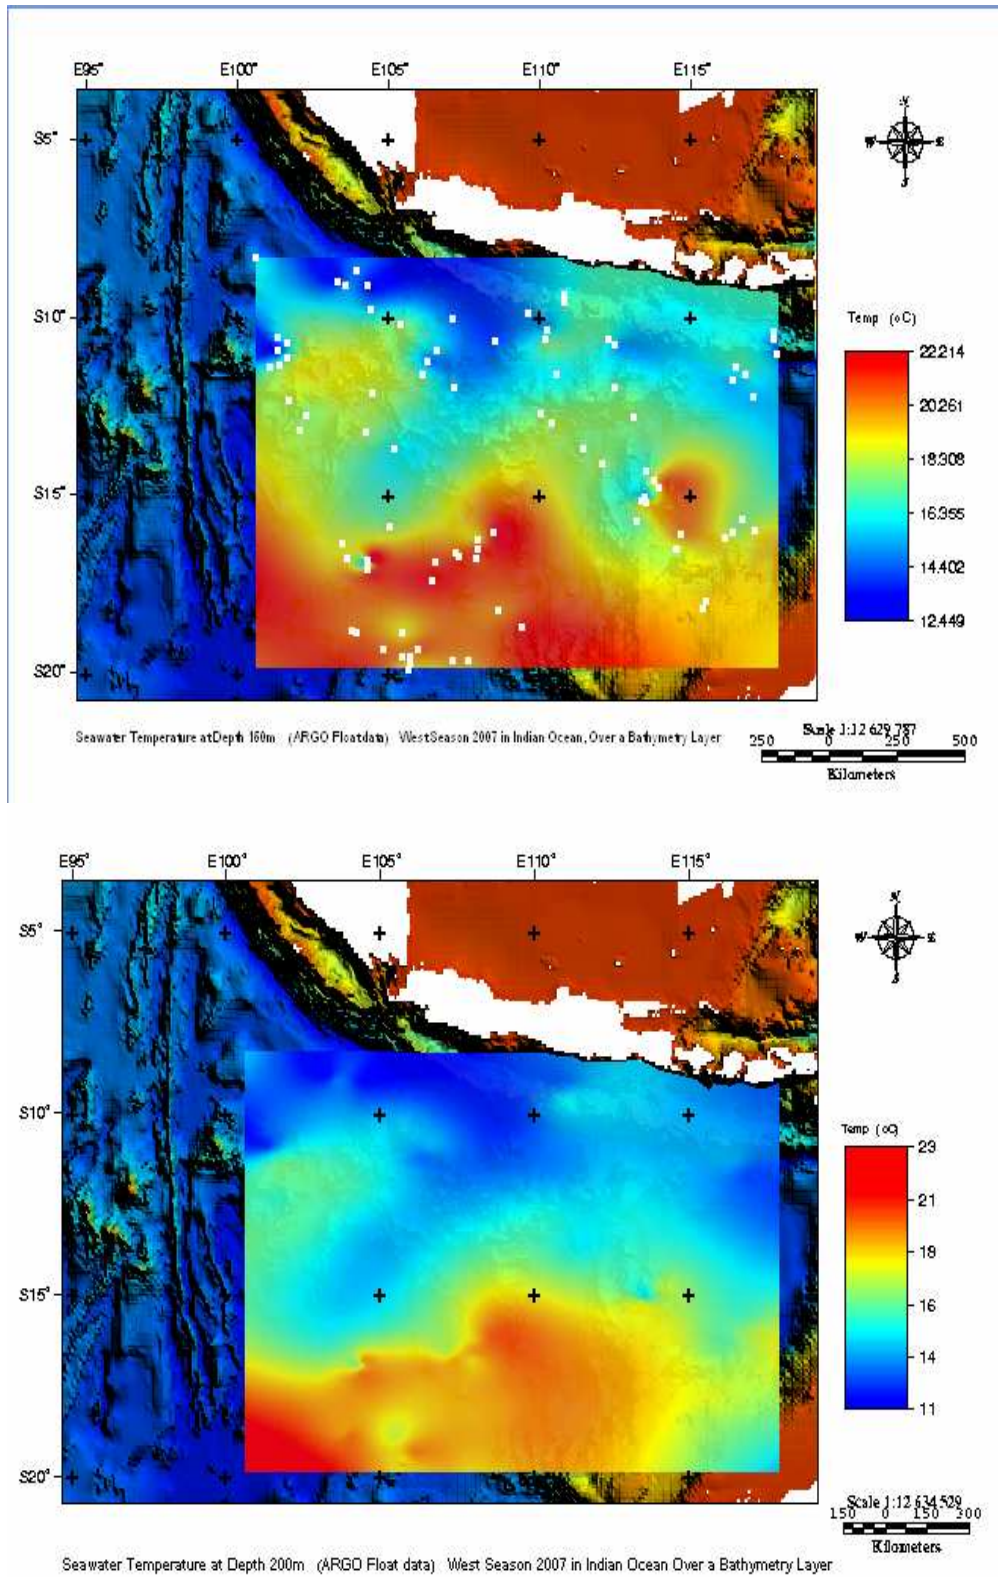 E95° E100° E105° E110° E115°
N
S5° W E
S
S10°
Temp (oC)
22.214
20.261
18.308
S15° 16.355
14.402
12.449
S20°
Seawater Temperature at Depth 160m (ARGO Float data) West Season 2007 in Indian Ocean, Over a Bathymetry Layer
Scale 1:12 629,787
250 0 250 500
Kilometers
E95° E100° E105° E110° E115°
N
S5° W E
S
S10°
Temp (oC)
23
21
18
S15° 16
14
11
S20°
Scale 1:12 634,529
150 0 150 300
Kilometers
Seawater Temperature at Depth 200m (ARGO Float data) West Season 2007 in Indian Ocean Over a Bathymetry Layer